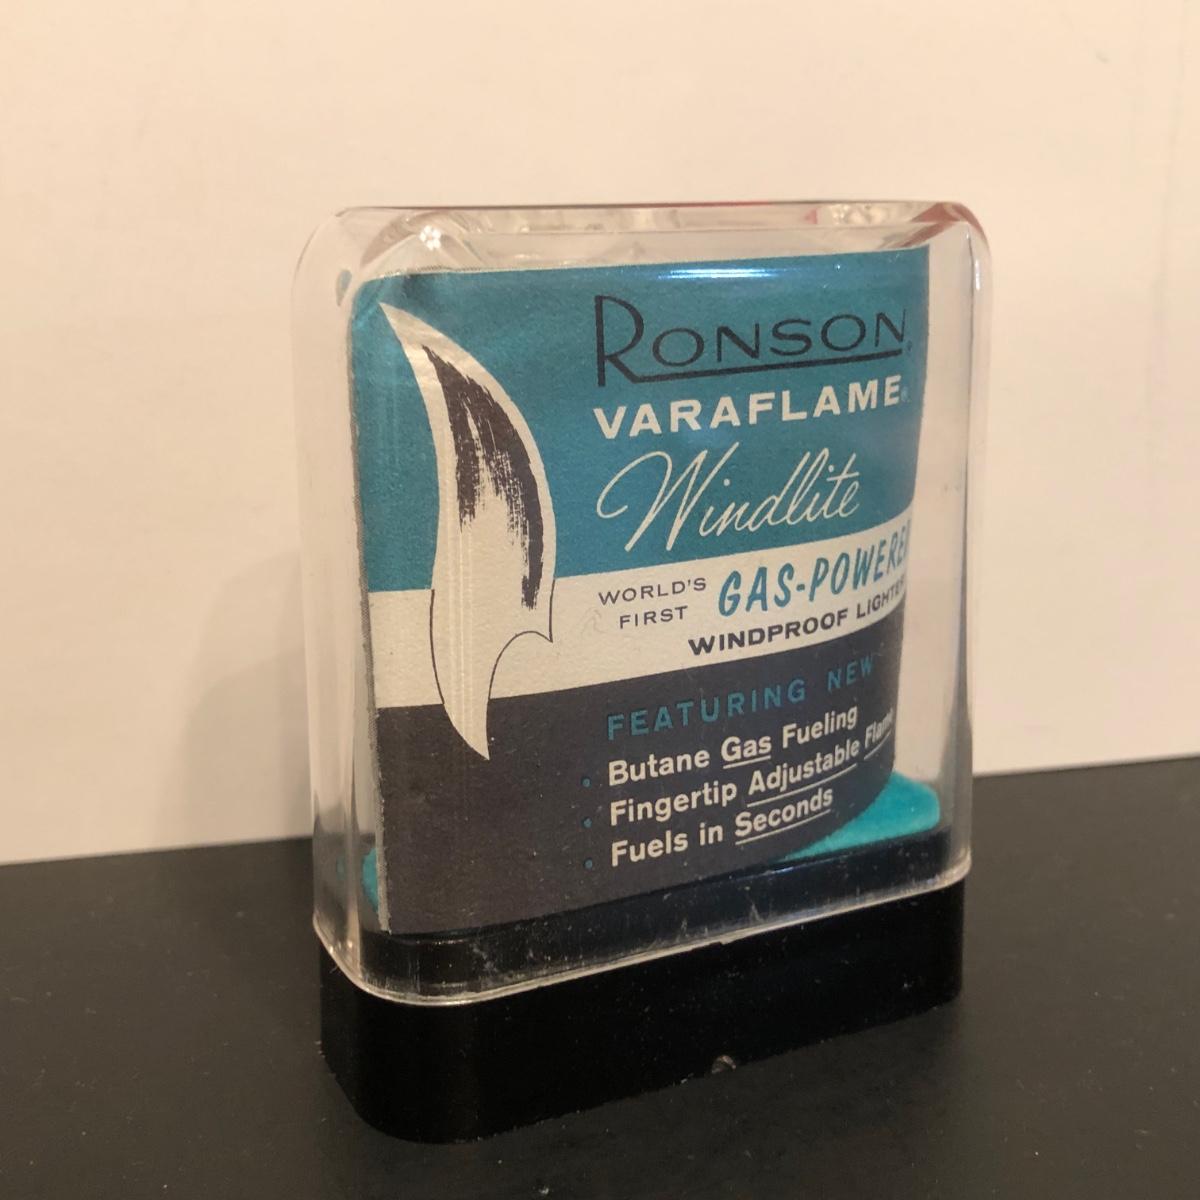 RONSON®
VARAFLAME®
Windlite
WORLD'S FIRST GAS-POWERED
WINDPROOF LIGHTER
FEATURING NEW
• Butane Gas Fueling
• Fingertip Adjustable Flame
• Fuels in Seconds